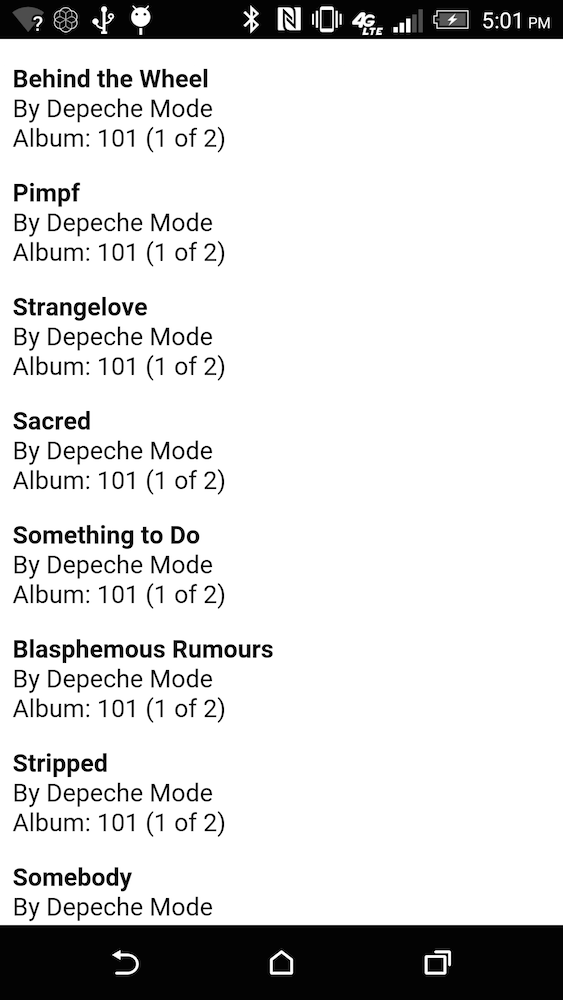 ? 4G LTE 5:01 PM
Behind the Wheel
By Depeche Mode
Album: 101 (1 of 2)
Pimpf
By Depeche Mode
Album: 101 (1 of 2)
Strangelove
By Depeche Mode
Album: 101 (1 of 2)
Sacred
By Depeche Mode
Album: 101 (1 of 2)
Something to Do
By Depeche Mode
Album: 101 (1 of 2)
Blasphemous Rumours
By Depeche Mode
Album: 101 (1 of 2)
Stripped
By Depeche Mode
Album: 101 (1 of 2)
Somebody
By Depeche Mode